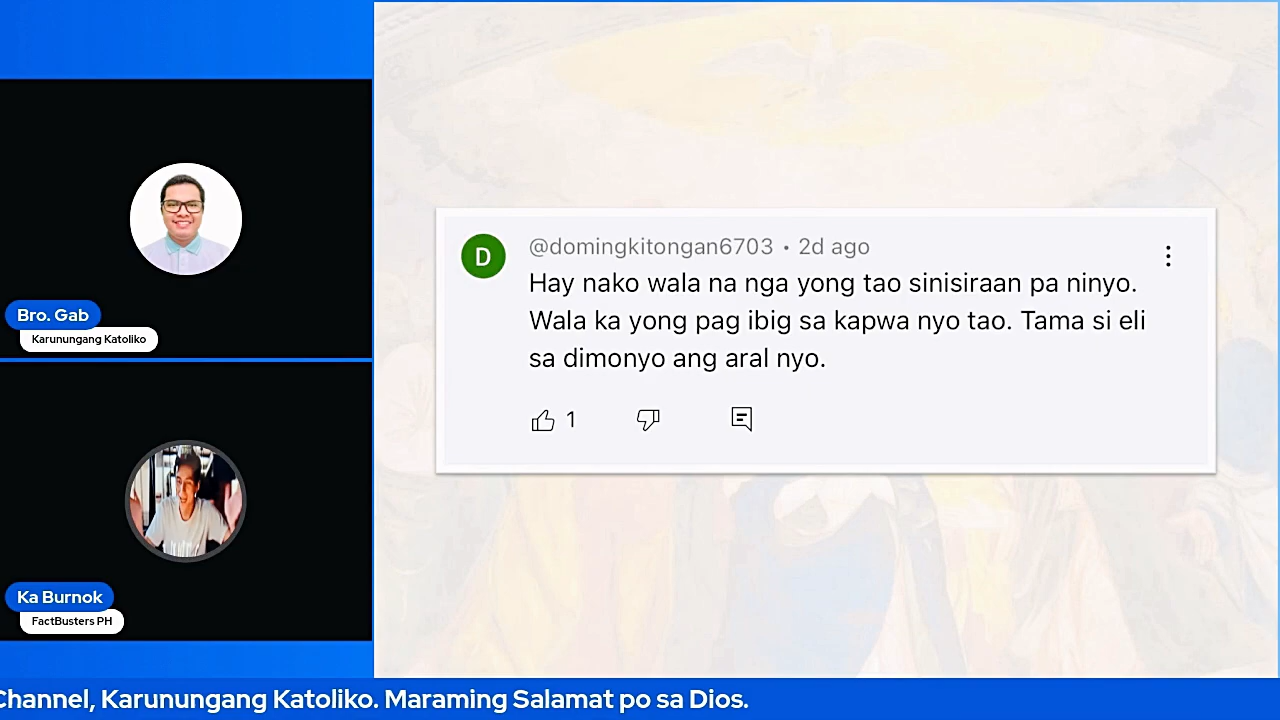 Bro. Gab
Karunungang Katoliko
Ka Burnok
FactBusters PH
D
@domingkitongan6703 • 2d ago
Hay nako wala na nga yong tao sinisiraan pa ninyo.
Wala ka yong pag ibig sa kapwa nyo tao. Tama si eli
sa dimonyo ang aral nyo.
1
Channel, Karunungang Katoliko. Maraming Salamat po sa Dios.